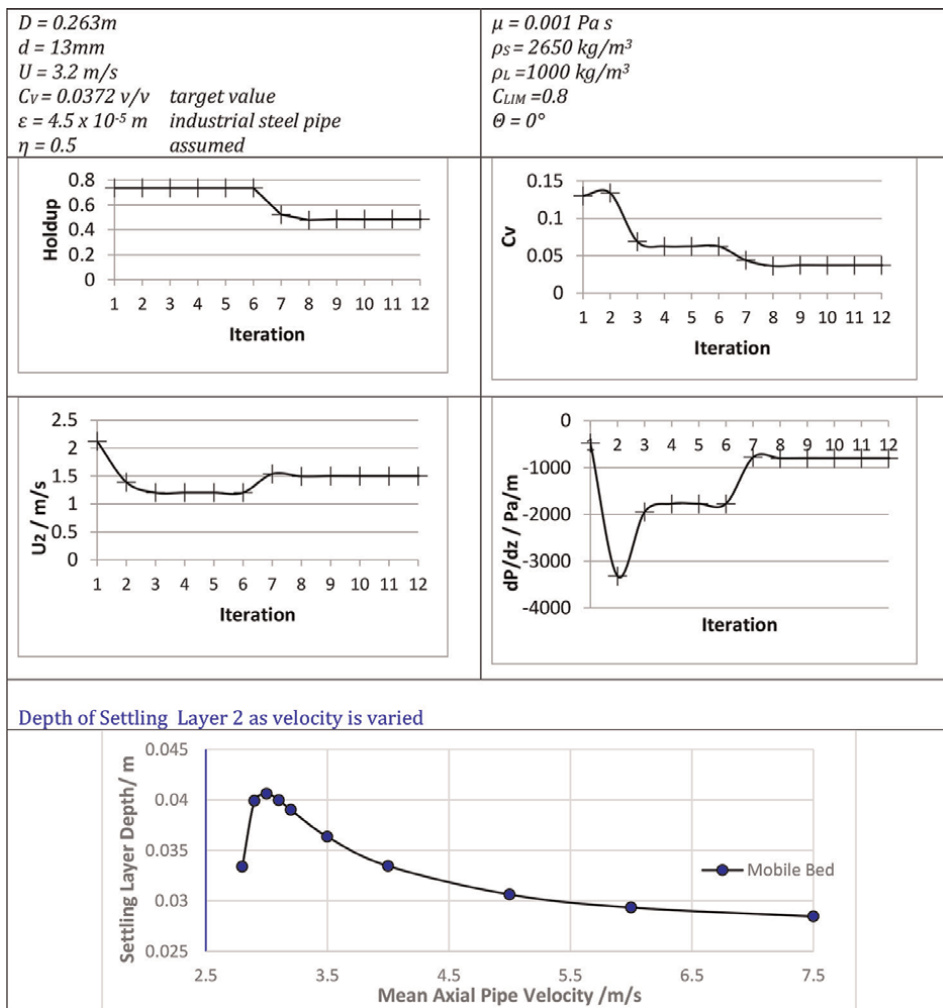 D = 0.263m
d = 13mm
U = 3.2 m/s
Cv = 0.0372 v/v target value
ε = 4.5 x 10⁻⁵ m industrial steel pipe
η = 0.5 assumed
μ = 0.001 Pa s
ρs = 2650 kg/m³
ρL =1000 kg/m³
CLIM =0.8
Θ = 0°
Holdup
0.8
0.6
0.4
0.2
0
1 2 3 4 5 6 7 8 9 10 11 12
Iteration
Cv
0.15
0.1
0.05
0
1 2 3 4 5 6 7 8 9 10 11 12
Iteration
U2 / m/s
2.5
2
1.5
1
0.5
0
1 2 3 4 5 6 7 8 9 10 11 12
Iteration
dP/dz / Pa/m
0
-1000
-2000
-3000
-4000
1 2 3 4 5 6 7 8 9 10 11 12
Iteration
Depth of Settling Layer 2 as velocity is varied
Settling Layer Depth/ m
0.045
0.04
0.035
0.03
0.025
Mobile Bed
2.5 3.5 4.5 5.5 6.5 7.5
Mean Axial Pipe Velocity /m/s